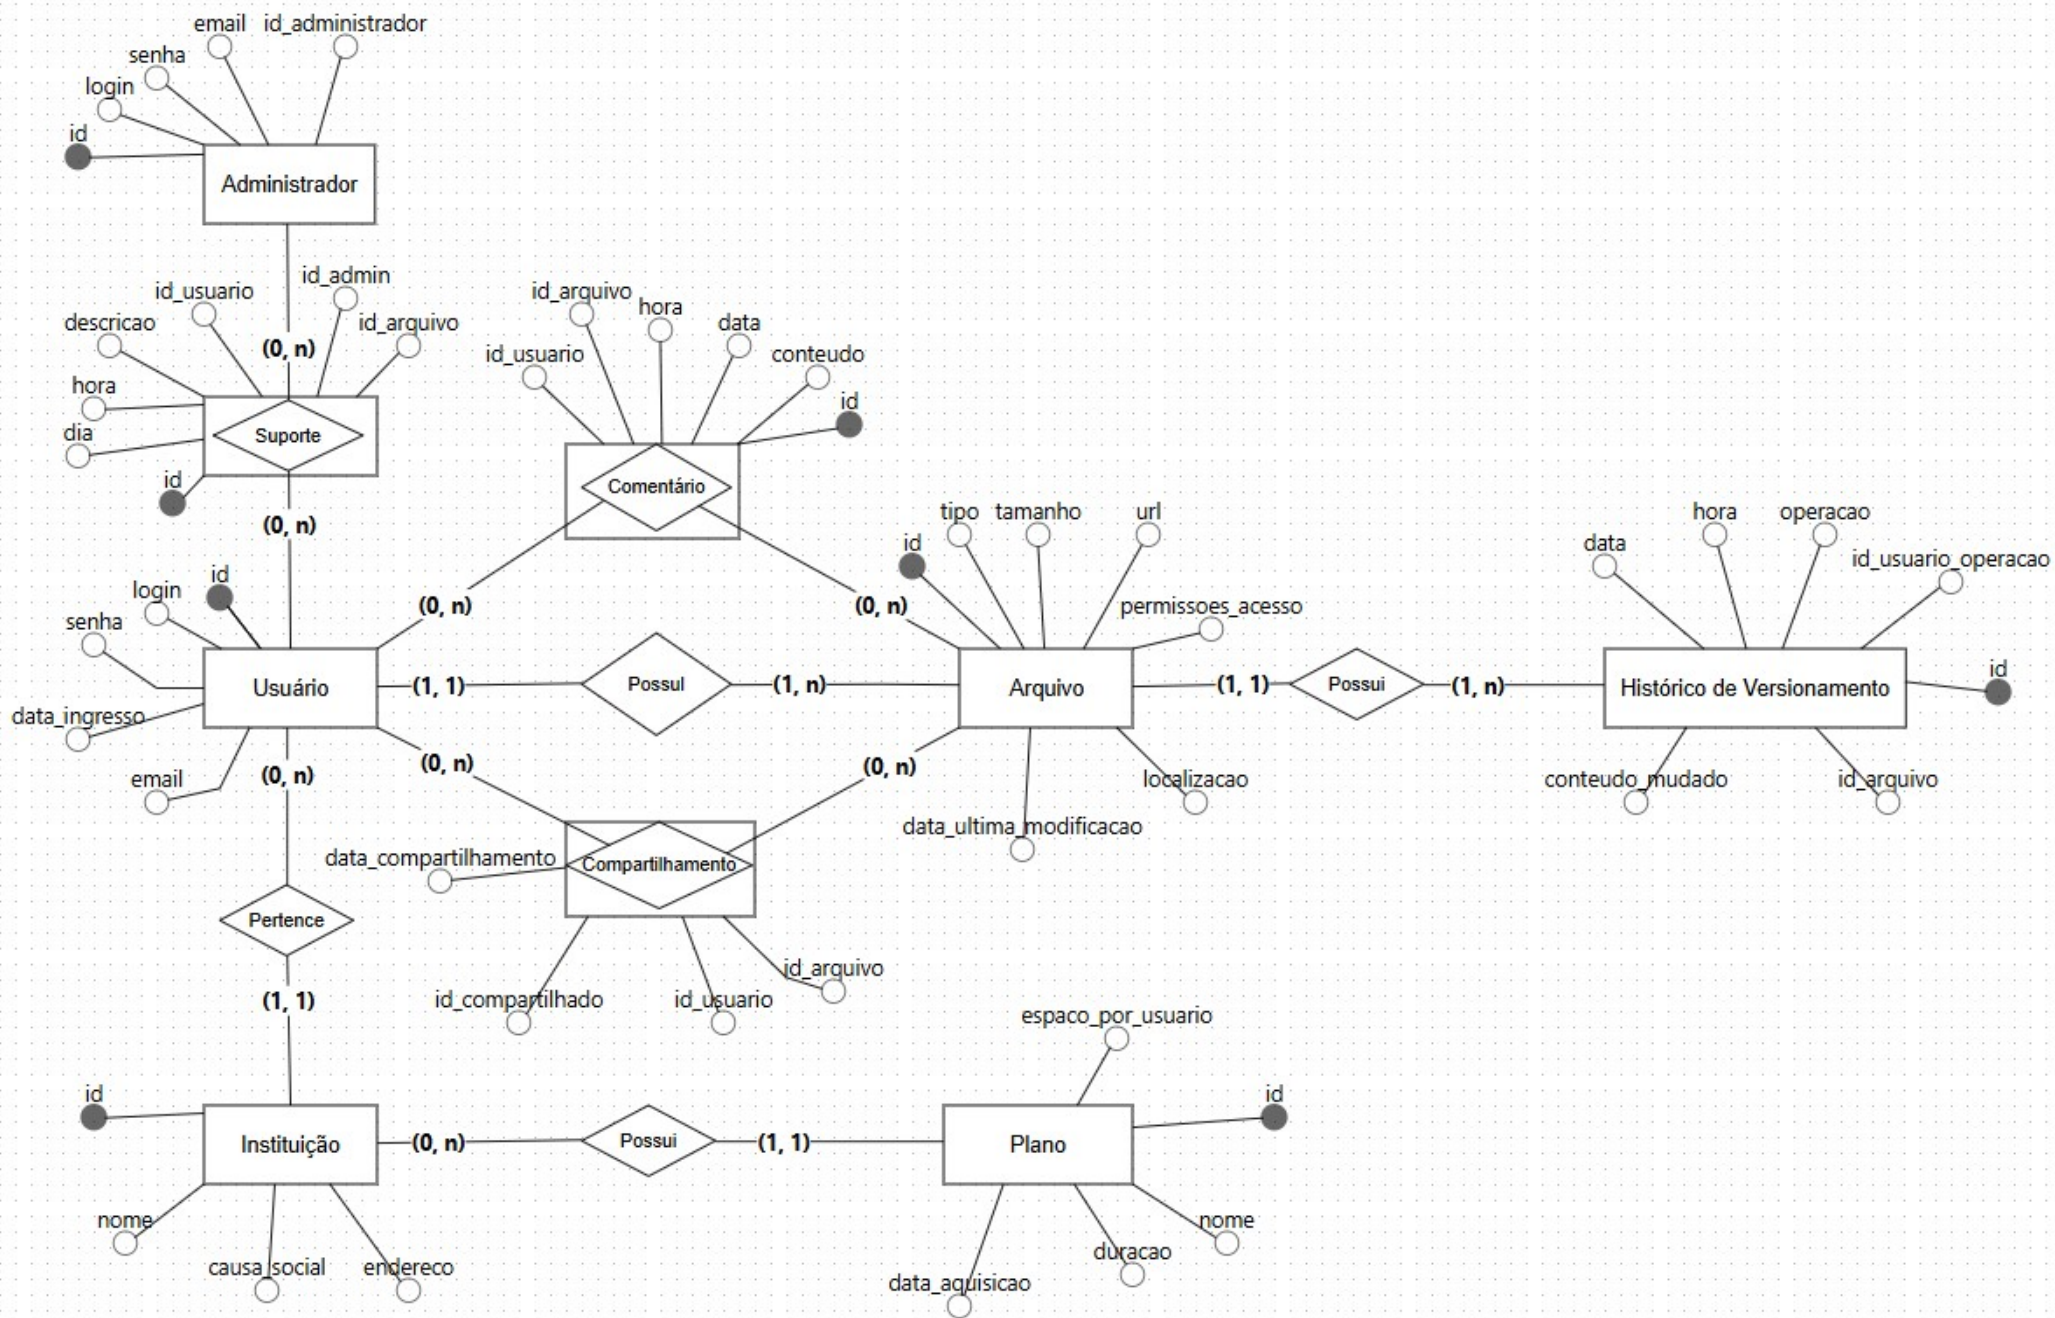 email
id_administrador
senha
login
id
Administrador
id_admin
id_usuario
id_arquivo
descricao
(0, n)
hora
Suporte
dia
id
(0, n)
id_arquivo
hora
data
id_usuario
conteudo
id
Comentário
(0, n)
(0, n)
id
login
senha
Usuário
data_ingresso
email
(1, 1)
Possul
(1, n)
tipo
tamanho
url
id
permissoes_acesso
Arquivo
localizacao
data_ultima_modificacao
(1, 1)
Possui
(1, n)
hora
operacao
data
id_usuario_operacao
id
Histórico de Versionamento
conteudo_mudado
id_arquivo
(0, n)
(0, n)
(0, n)
data_compartilhamento
Compartilhamento
id_compartilhado
id_usuario
id_arquivo
Pertence
(1, 1)
id
Instituição
nome
causa_social
endereco
(0, n)
Possui
(1, 1)
espaco_por_usuario
id
Plano
nome
duracao
data_aquisicao